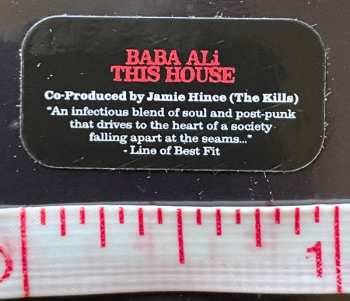 BABA ALi
THIS HOUSE
Co-Produced by Jamie Hince (The Kills)
“An infectious blend of soul and post-punk
that drives to the heart of a society
falling apart at the seams...”
- Line of Best Fit
0 1